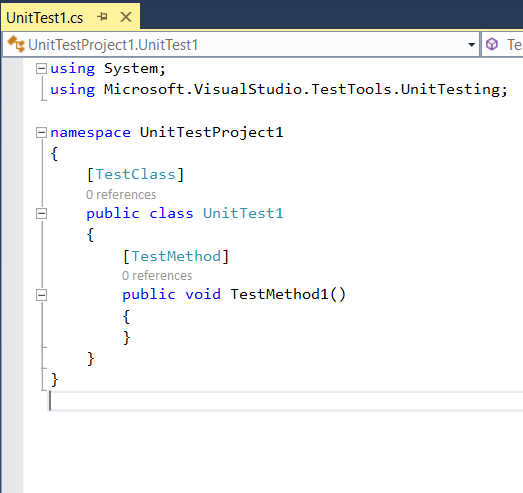 UnitTest1.cs
UnitTestProject1.UnitTest1 Te
using System;
using Microsoft.VisualStudio.TestTools.UnitTesting;
namespace UnitTestProject1
{
[TestClass]
0 references
public class UnitTest1
{
[TestMethod]
0 references
public void TestMethod1()
{
}
}
}